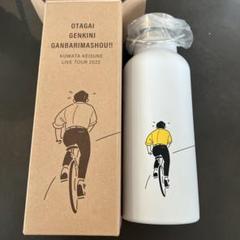 OTAGAI
GENKINI
GANBARIMASHOU!!
KUWATA KEISUKE
LIVE TOUR 2022